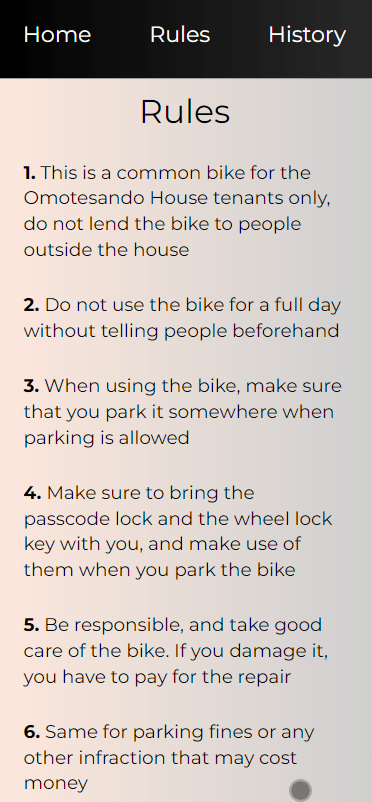 Home Rules History
Rules
1. This is a common bike for the
Omotesando House tenants only,
do not lend the bike to people
outside the house
2. Do not use the bike for a full day
without telling people beforehand
3. When using the bike, make sure
that you park it somewhere when
parking is allowed
4. Make sure to bring the
passcode lock and the wheel lock
key with you, and make use of
them when you park the bike
5. Be responsible, and take good
care of the bike. If you damage it,
you have to pay for the repair
6. Same for parking fines or any
other infraction that may cost
money